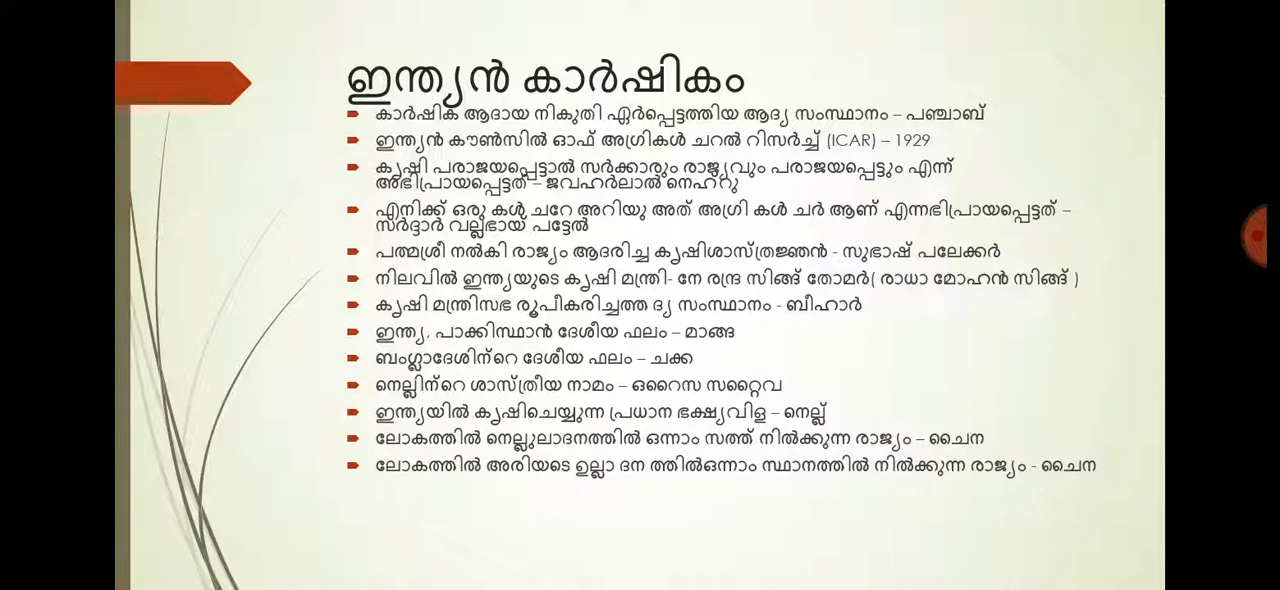 ഇന്ത്യൻ കാർഷികം
കാർഷിക ആദായ നികുതി ഏർപ്പെട്ടത്തിയ ആദ്യ സംസ്ഥാനം – പഞ്ചാബ്
ഇന്ത്യൻ കൗൺസിൽ ഓഫ് അഗ്രികൾ ചറൽ റിസർച്ച് (ICAR) – 1929
കൃഷി പരാജയപ്പെട്ടാൽ സർക്കാരും രാജ്യവും പരാജയപ്പെട്ടും എന്ന്
അഭിപ്രായപ്പെട്ടത് – ജവഹർലാൽ നെഹ്റു
എനിക്ക് ഒരു കൾ ചറേ അറിയു അത് അഗ്രി കൾ ചർ ആണ് എന്നഭിപ്രായപ്പെട്ടത് –
സർദ്ദാർ വല്ലഭായ് പട്ടേൽ
പത്മശ്രീ നൽകി രാജ്യം ആദരിച്ച കൃഷിശാസ്ത്രജ്ഞൻ - സുഭാഷ് പലേക്കർ
നിലവിൽ ഇന്ത്യയുടെ കൃഷി മന്ത്രി- നേ രന്ദ്ര സിങ്ങ് തോമർ( രാധാ മോഹൻ സിങ്ങ് )
കൃഷി മന്ത്രിസഭ രൂപീകരിച്ചത്ത ദ്യ സംസ്ഥാനം - ബീഹാർ
ഇന്ത്യ, പാക്കിസ്ഥാൻ ദേശീയ ഫലം – മാങ്ങ
ബംഗ്ലാദേശിന്റെ ദേശീയ ഫലം – ചക്ക
നെല്ലിന്റെ ശാസ്ത്രീയ നാമം – ഒറൈസ സറ്റൈവ
ഇന്ത്യയിൽ കൃഷിചെയ്യുന്ന പ്രധാന ഭക്ഷ്യവിള – നെല്ല്
ലോകത്തിൽ നെല്ലുലാദനത്തിൽ ഒന്നാം സത്ത് നിൽക്കുന്ന രാജ്യം – ചൈന
ലോകത്തിൽ അരിയടെ ഉല്ലാ ദന ത്തിൽഒന്നാം സ്ഥാനത്തിൽ നിൽക്കുന്ന രാജ്യം - ചൈന